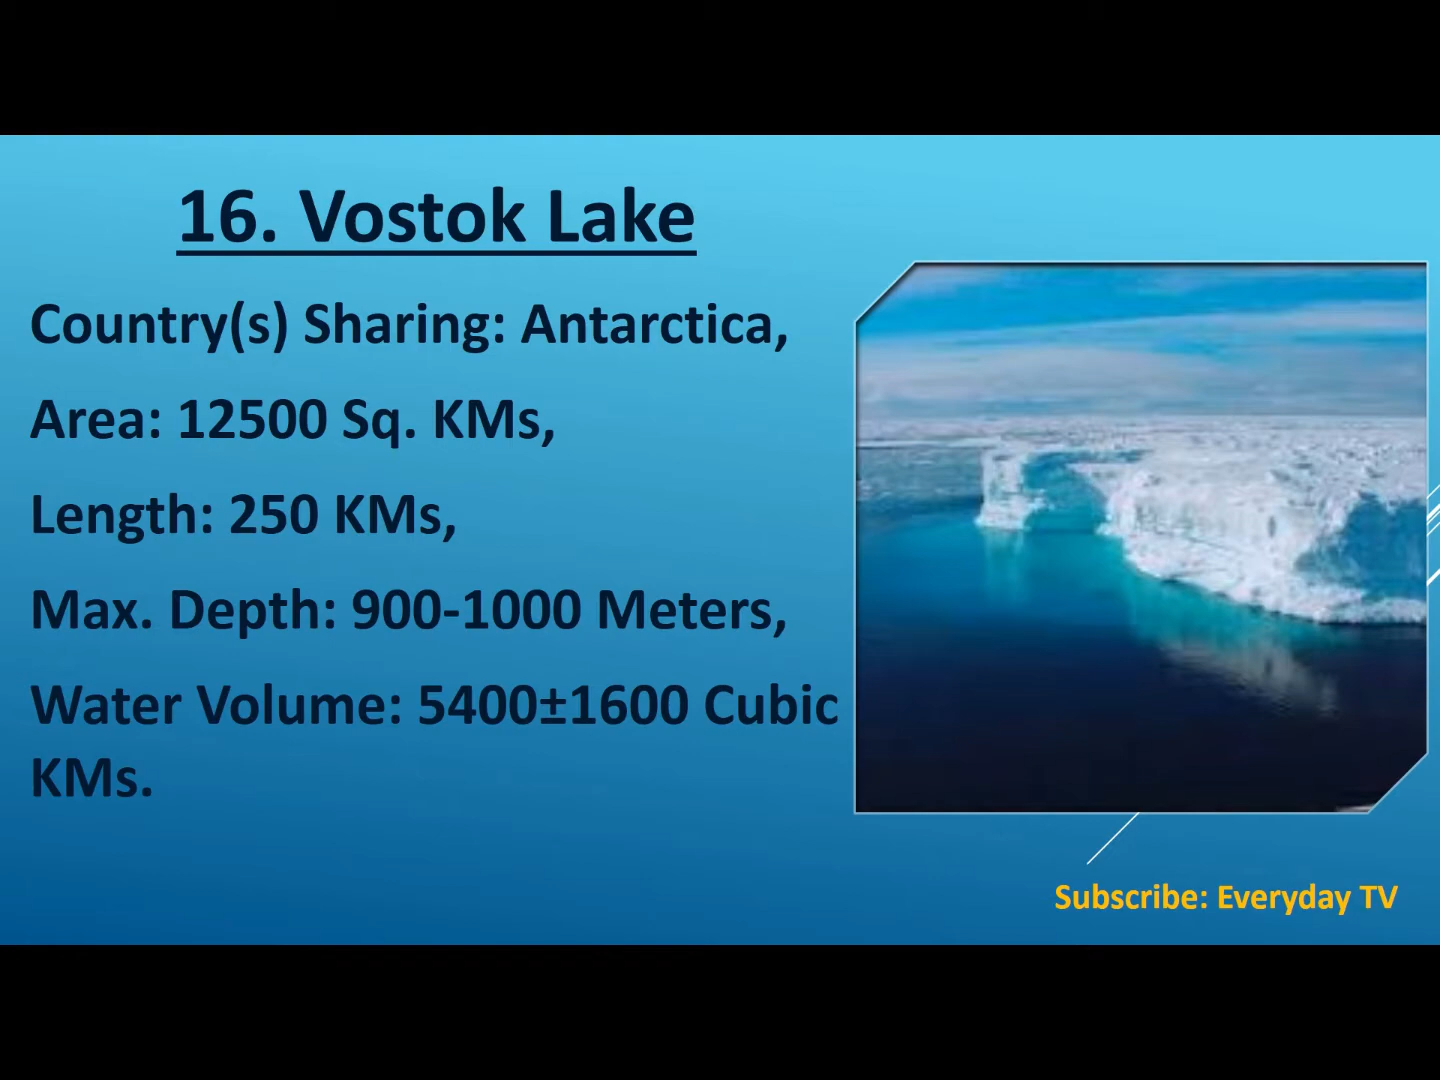 16. Vostok Lake
Country(s) Sharing: Antarctica,
Area: 12500 Sq. KMs,
Length: 250 KMs,
Max. Depth: 900-1000 Meters,
Water Volume: 5400±1600 Cubic
KMs.
Subscribe: Everyday TV